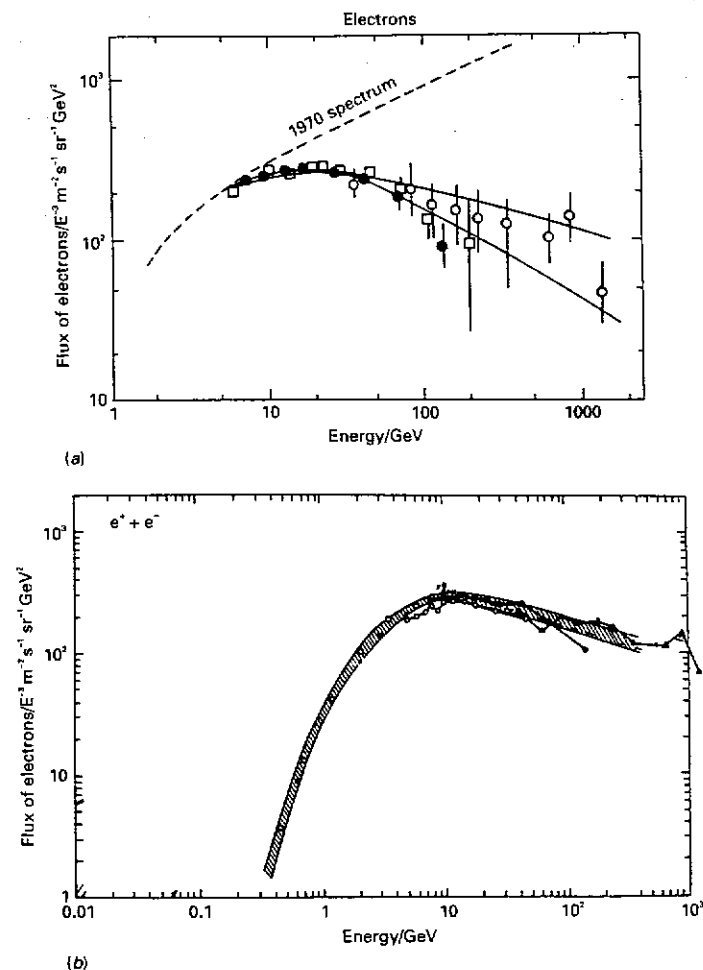 Electrons
10³
10²
10
1970 spectrum
Flux of electrons/E⁻³ m⁻² s⁻¹ sr⁻¹ GeV²
1 10 100 1000
Energy/GeV
(a)
e⁺ + e⁻
10³
10²
10
1
Flux of electrons/E⁻³ m⁻² s⁻¹ sr⁻¹ GeV²
0.01 0.1 1 10 10² 10³
Energy/GeV
(b)